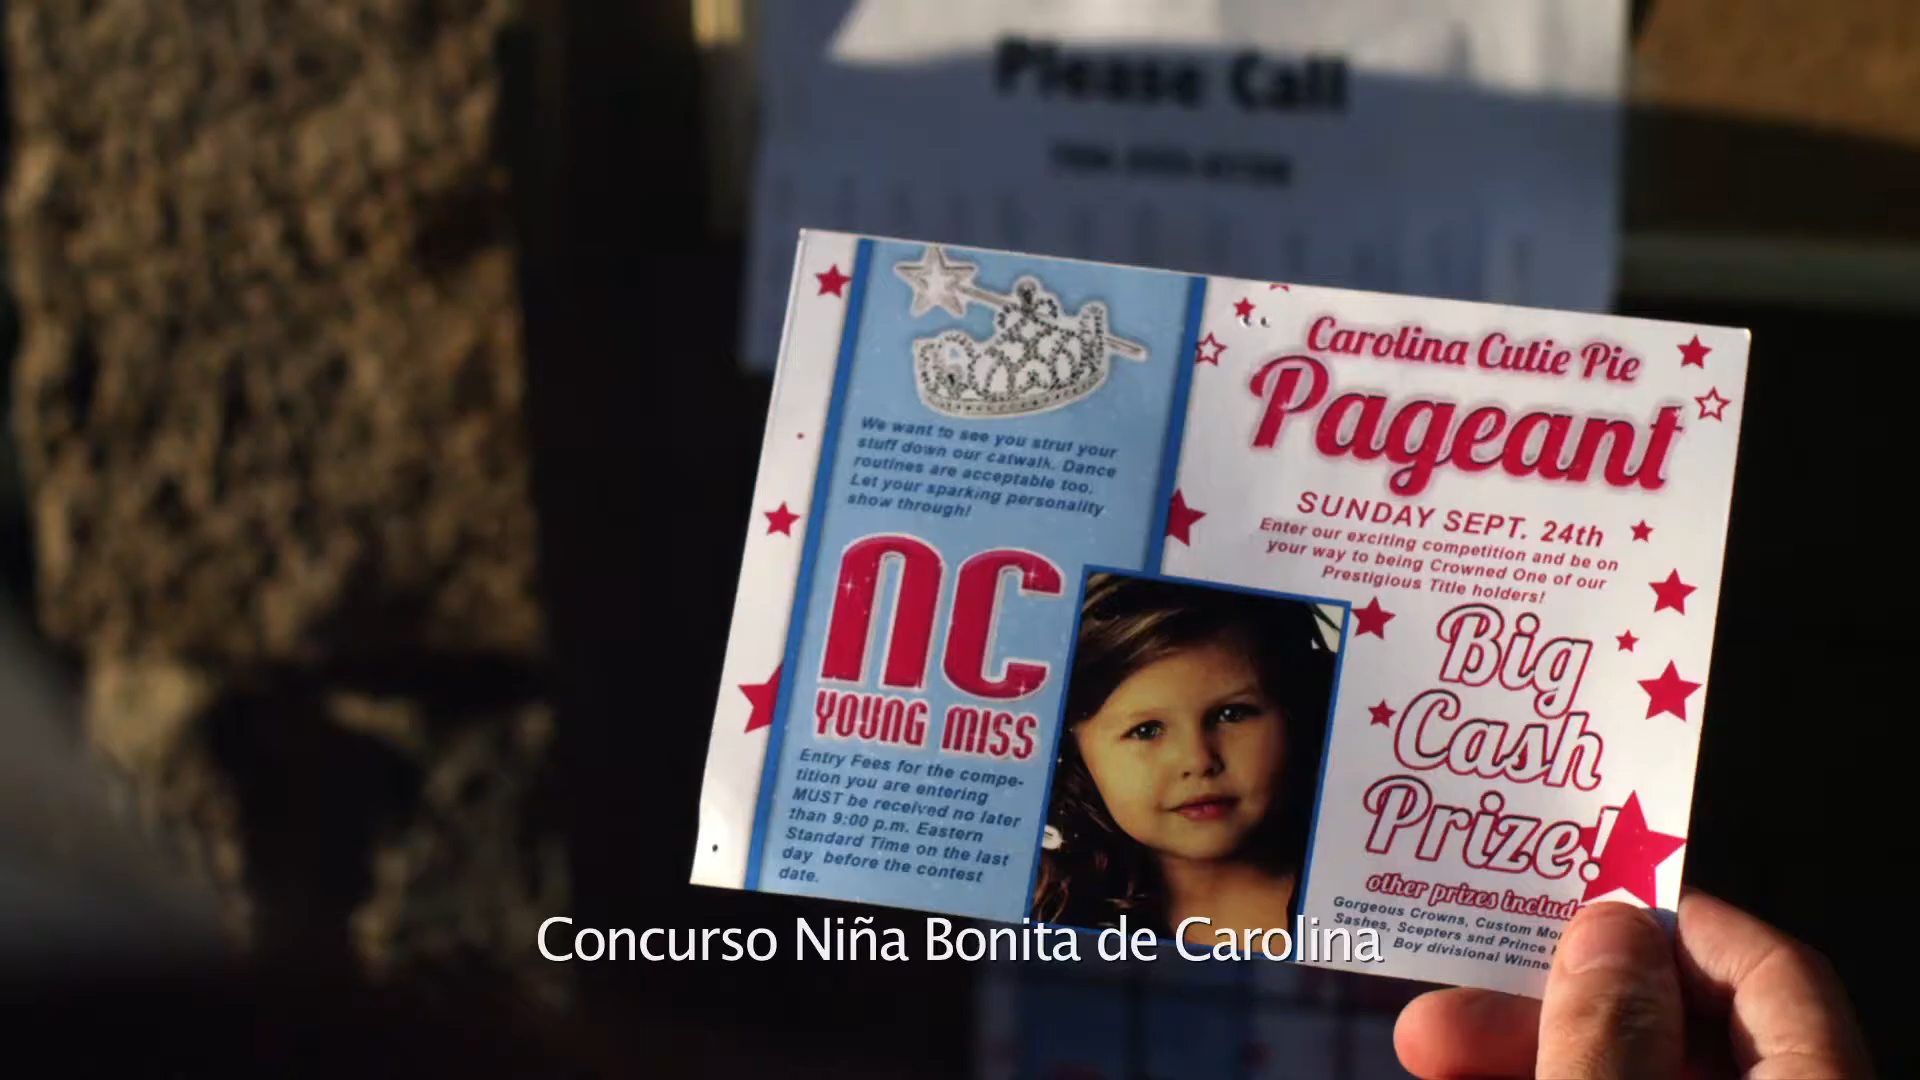 Please Call
Carolina Cutie Pie
Pageant
SUNDAY SEPT. 24th
Enter our exciting competition and be on
your way to being Crowned One of our
Prestigious Title holders!
Big
Cash
Prize!
other prizes includ
Gorgeous Crowns, Custom Mo
Sashes, Scepters and Prince
Boy divisional Winne
We want to see you strut your
stuff down our catwalk. Dance
routines are acceptable too.
Let your sparking personality
show through!
NC
YOUNG MISS
Entry Fees for the compe-
tition you are entering
MUST be received no later
than 9:00 p.m. Eastern
Standard Time on the last
day before the contest
date.
Concurso Niña Bonita de Carolina